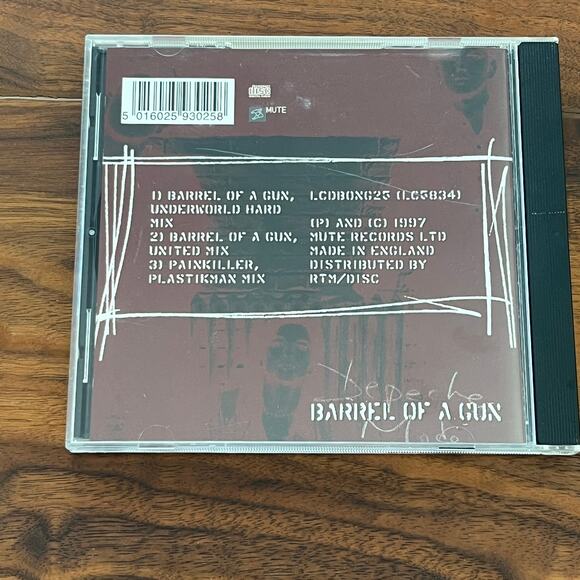 5 016025 930258
disc
MUTE
1) BARREL OF A GUN,
UNDERWORLD HARD
MIX
2) BARREL OF A GUN,
UNITED MIX
3) PAINKILLER,
PLASTIKMAN MIX
LCDBONG25 (LC5834)
(P) AND (C) 1997
MUTE RECORDS LTD
MADE IN ENGLAND
DISTRIBUTED BY
RTM/DISC
Depeche
BARREL OF A GUN
Mode